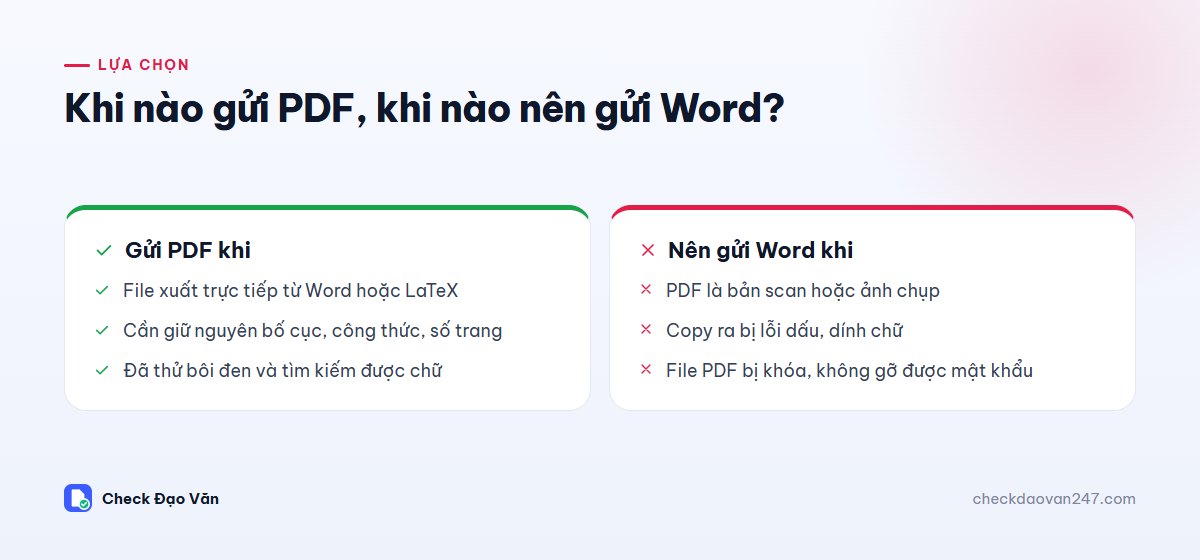 LỰA CHỌN
Khi nào gửi PDF, khi nào nên gửi Word?
Gửi PDF khi
File xuất trực tiếp từ Word hoặc LaTeX
Cần giữ nguyên bố cục, công thức, số trang
Đã thử bôi đen và tìm kiếm được chữ
Nên gửi Word khi
PDF là bản scan hoặc ảnh chụp
Copy ra bị lỗi dấu, dính chữ
File PDF bị khóa, không gỡ được mật khẩu
Check Đạo Văn
checkdaovan247.com